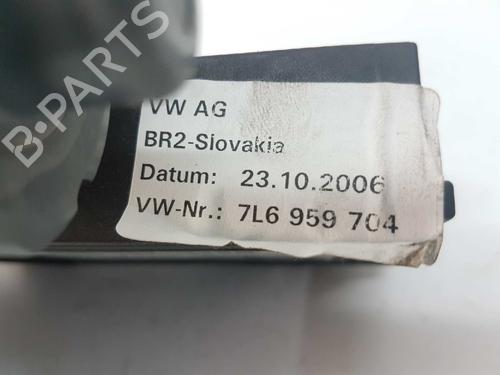 VW AG
BR2-Slovakia
Datum: 23.10.2006
VW-Nr.: 7L6 959 704
B-PARTS